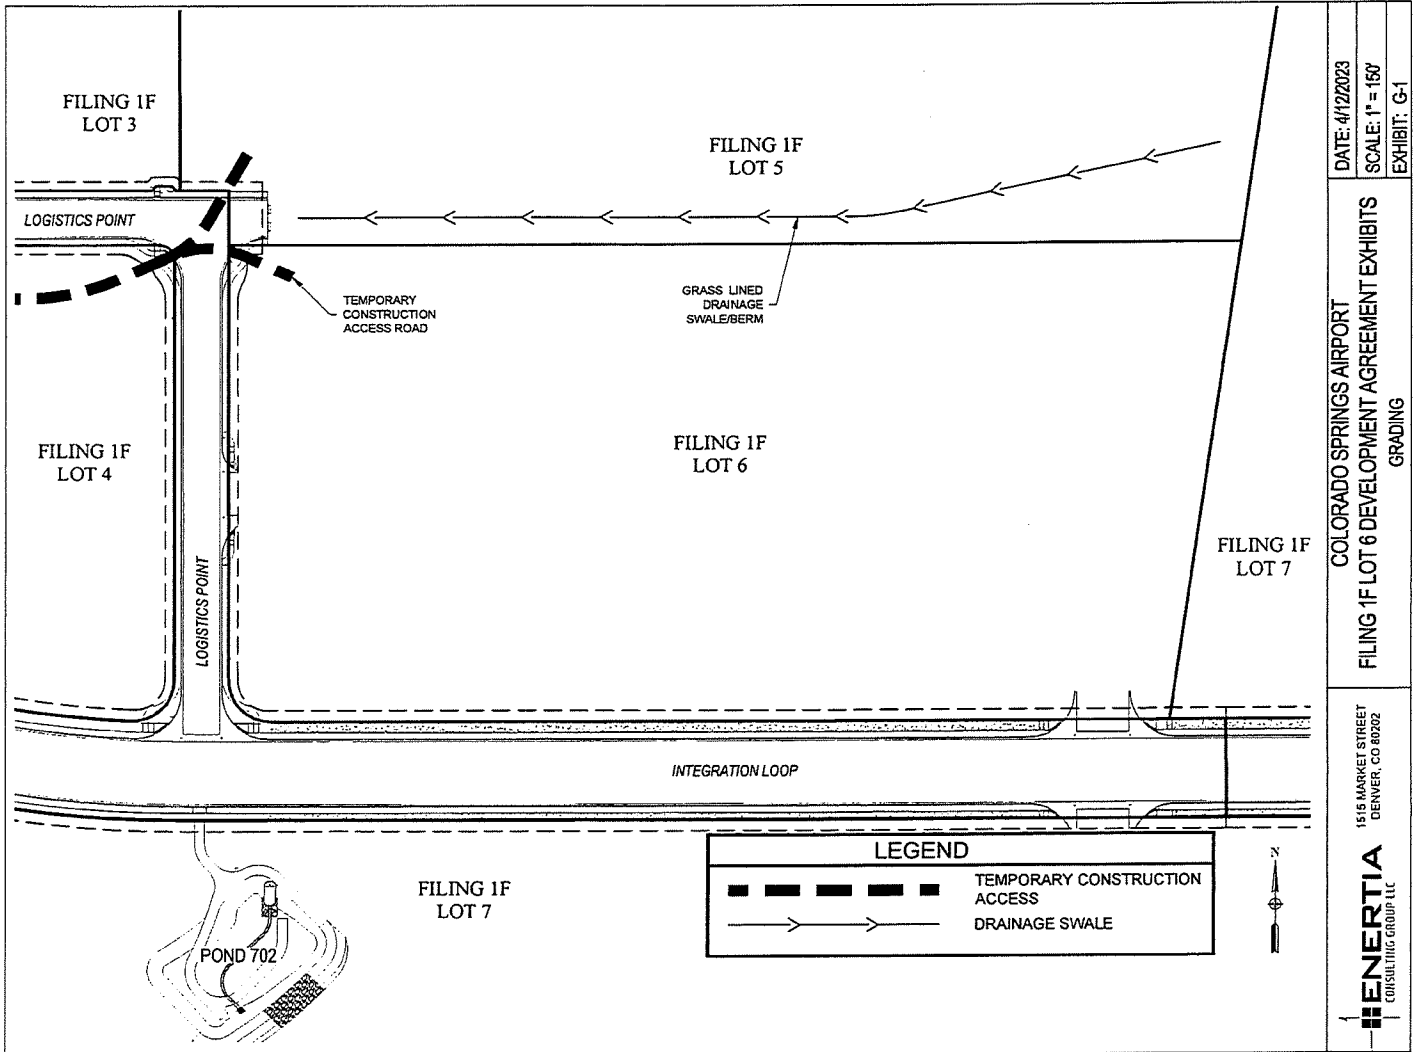 FILING 1F
LOT 3
FILING 1F
LOT 5
LOGISTICS POINT
TEMPORARY
CONSTRUCTION
ACCESS ROAD
GRASS LINED
DRAINAGE
SWALE/BERM
FILING 1F
LOT 4
FILING 1F
LOT 6
FILING 1F
LOT 7
LOGISTICS POINT
INTEGRATION LOOP
FILING 1F
LOT 7
POND 702
LEGEND
TEMPORARY CONSTRUCTION
ACCESS
DRAINAGE SWALE
N
DATE: 4/12/2023
SCALE: 1" = 150'
EXHIBIT: G-1
COLORADO SPRINGS AIRPORT
FILING 1F LOT 6 DEVELOPMENT AGREEMENT EXHIBITS
GRADING
1515 MARKET STREET
DENVER, CO 80202
ENERTIA
CONSULTING GROUP LLC